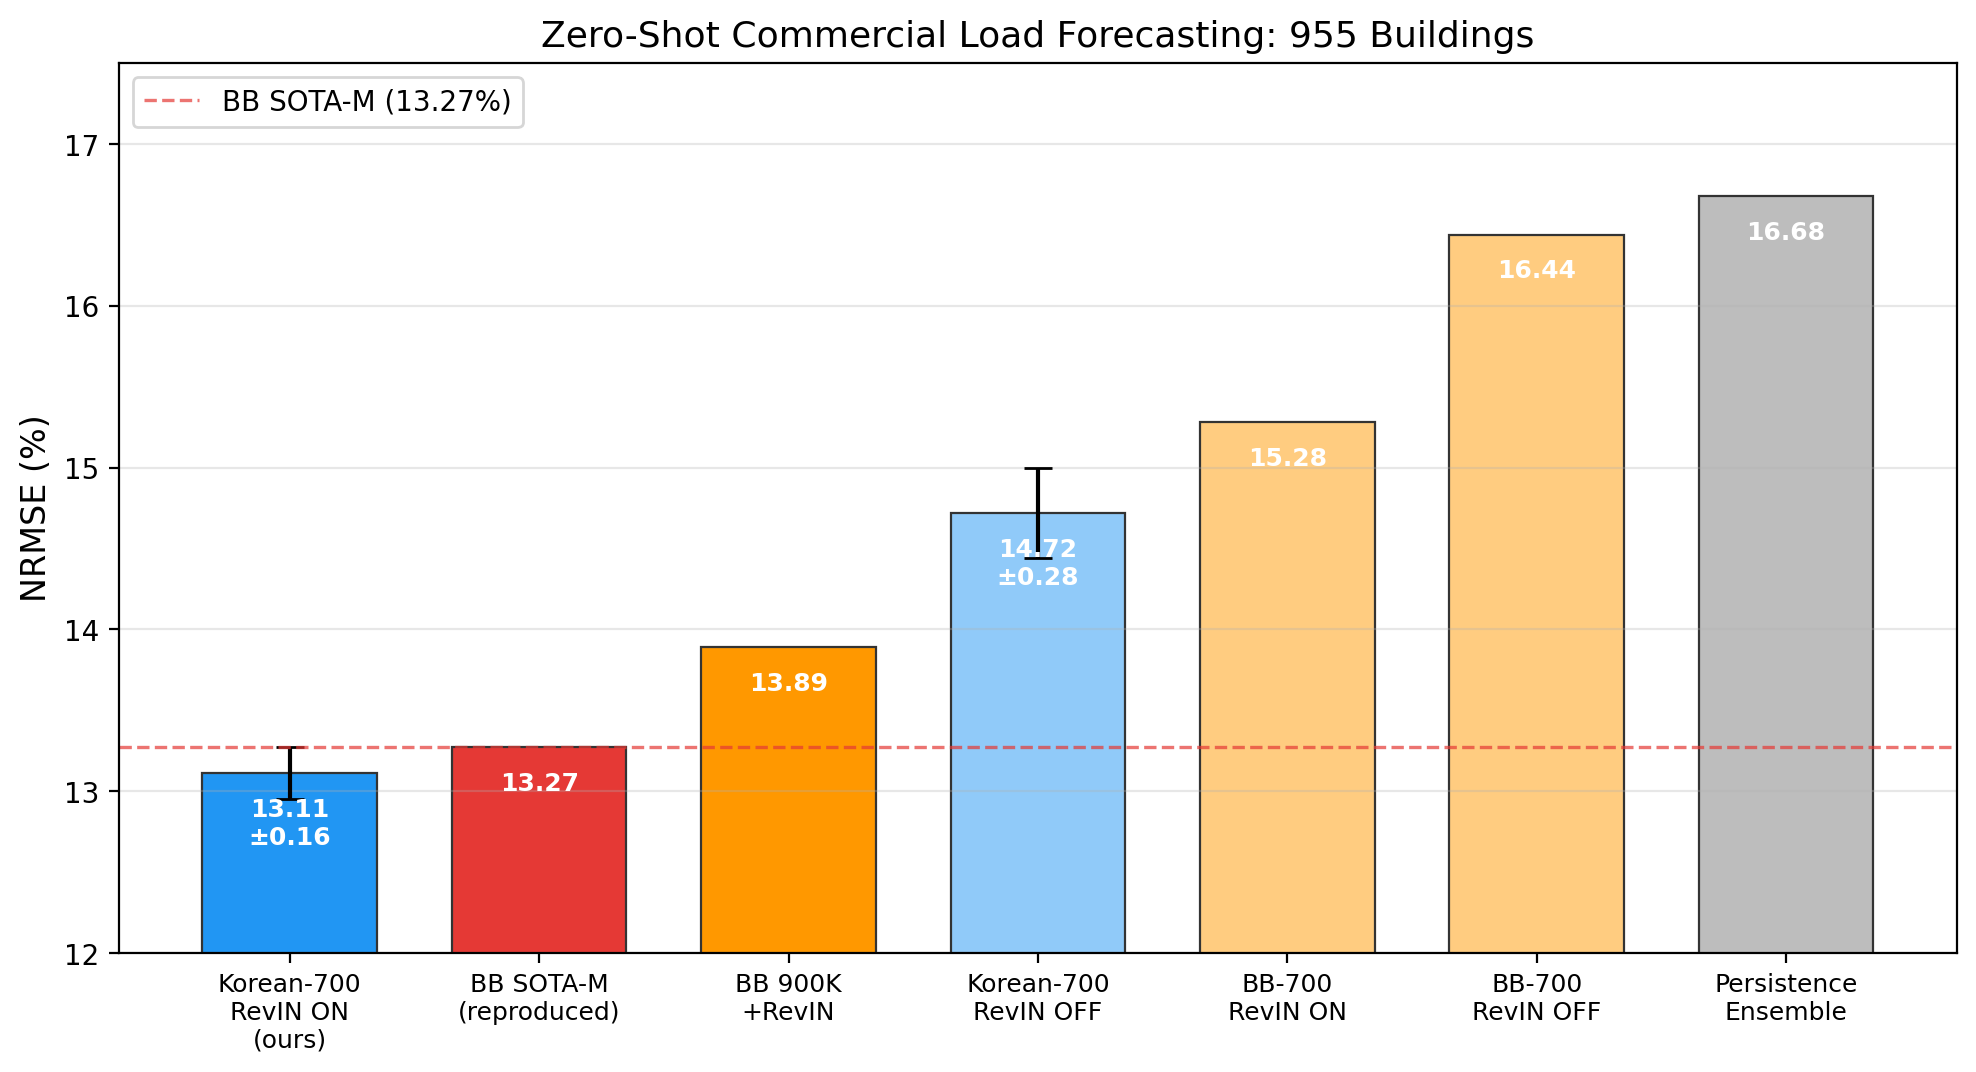 Zero-Shot Commercial Load Forecasting: 955 Buildings
BB SOTA-M (13.27%)
NRMSE (%)
17
16
15
14
13
12
13.11
±0.16
13.27
13.89
14.72
±0.28
15.28
16.44
16.68
Korean-700
RevIN ON
(ours)
BB SOTA-M
(reproduced)
BB 900K
+RevIN
Korean-700
RevIN OFF
BB-700
RevIN ON
BB-700
RevIN OFF
Persistence
Ensemble